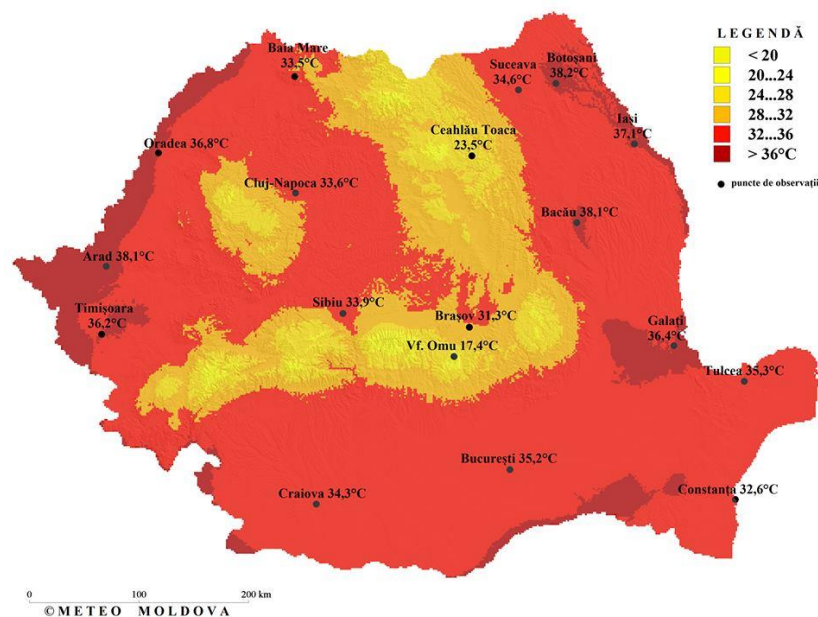 LEGENDĂ
< 20
20...24
24...28
28...32
32...36
> 36°C
puncte de observații
Baia Mare
33,5°C
Suceava
34,6°C
Botoșani
38,2°C
Iasi
37,1°C
Oradea 36,8°C
Ceahlău Toaca
23,5°C
Cluj-Napoca 33,6°C
Bacău 38,1°C
Arad 38,1°C
Timișoara
36,2°C
Sibiu 33,9°C
Brașov 31,3°C
Vf. Omu 17,4°C
Galați
36,4°C
Tulcea 35,3°C
București 35,2°C
Craiova 34,3°C
Constanța 32,6°C
0 100 200 km
©METEO MOLDOVA